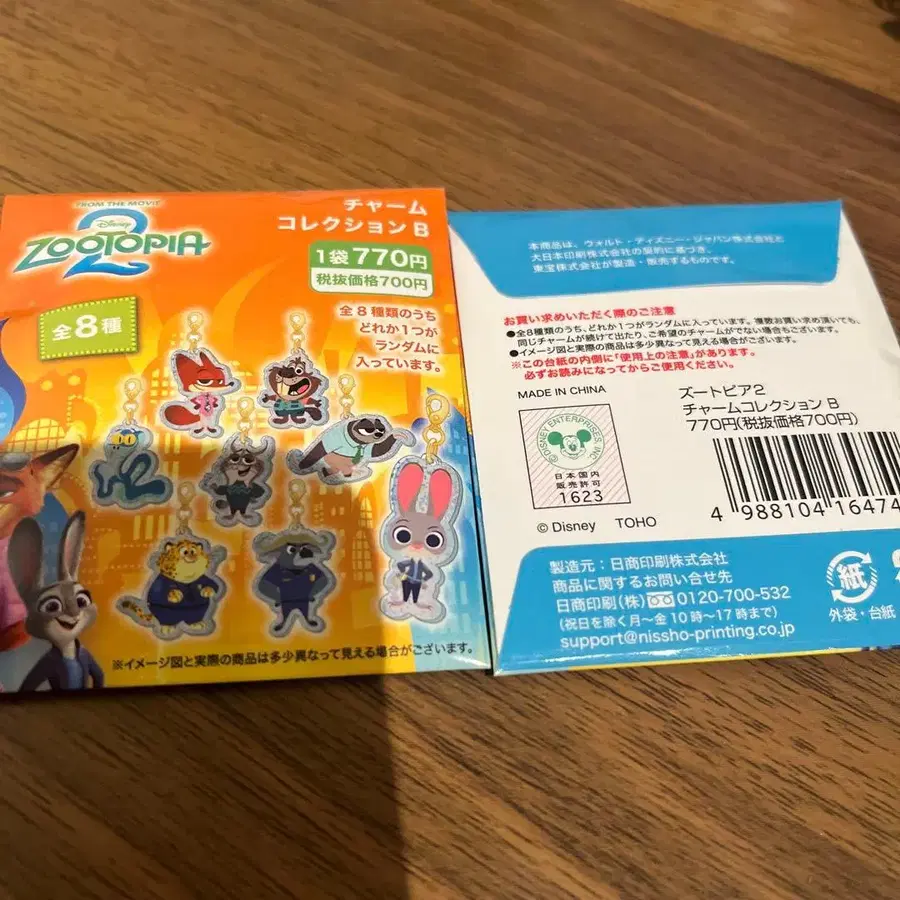 FROM THE MOVIE
Disney
ZOOTOPIA
2
チャーム
コレクション B
1袋770円
税抜価格700円
全8種
全8種類のうち
どれか1つが
ランダムに
入っています。
※イメージ図と実際の商品は多少異なって見える場合がございます。
本商品は、ウォルト・ディズニー・ジャパン株式会社と
大日本印刷株式会社の契約に基づき、
東宝株式会社が製造・販売するものです。
お買い求めいただく際のご注意
●全8種類のうち、どれか1つがランダムに入っています。複数お買い求め頂いても、
同じチャームが続けて出たり、ご希望のチャームがでない場合もございます。
●イメージ図と実際の商品は多少異なって見える場合がございます。
※この台紙の内側に「使用上の注意」があります。
必ずお読みになってからご使用ください。
MADE IN CHINA
© DISNEY ENTERPRISES, INC.
日本国内
販売許可
1623
ズートピア2
チャームコレクション B
770円(税抜価格700円)
4 988104 16474
© Disney TOHO
製造元：日商印刷株式会社
商品に関するお問い合せ先
日商印刷(株) 0120-700-532
(祝日を除く月〜金 10時〜17時まで)
support@nissho-printing.co.jp
紙
外袋・台紙